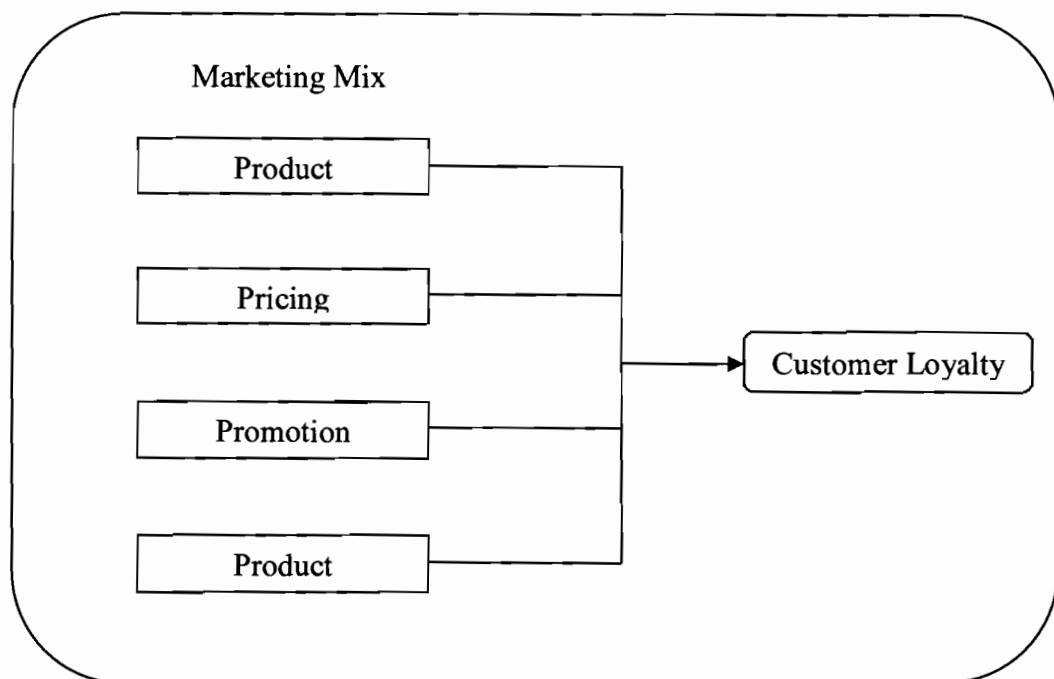 Marketing Mix
Product
Pricing
Promotion
Product
Customer Loyalty